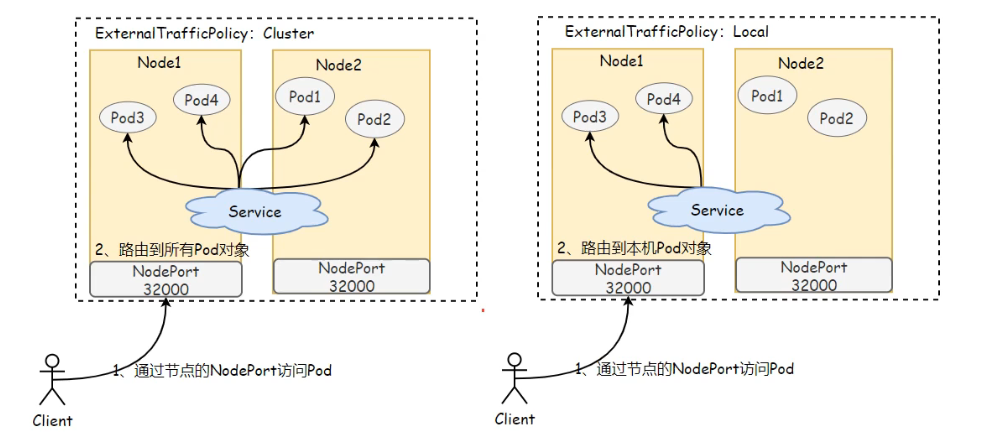 ExternalTrafficPolicy: Cluster
Node1
Node2
Pod3
Pod4
Pod1
Pod2
Service
2、路由到所有Pod对象
NodePort
32000
NodePort
32000
1、通过节点的NodePort访问Pod
Client
ExternalTrafficPolicy: Local
Node1
Node2
Pod3
Pod4
Pod1
Pod2
Service
2、路由到本机Pod对象
NodePort
32000
NodePort
32000
1、通过节点的NodePort访问Pod
Client